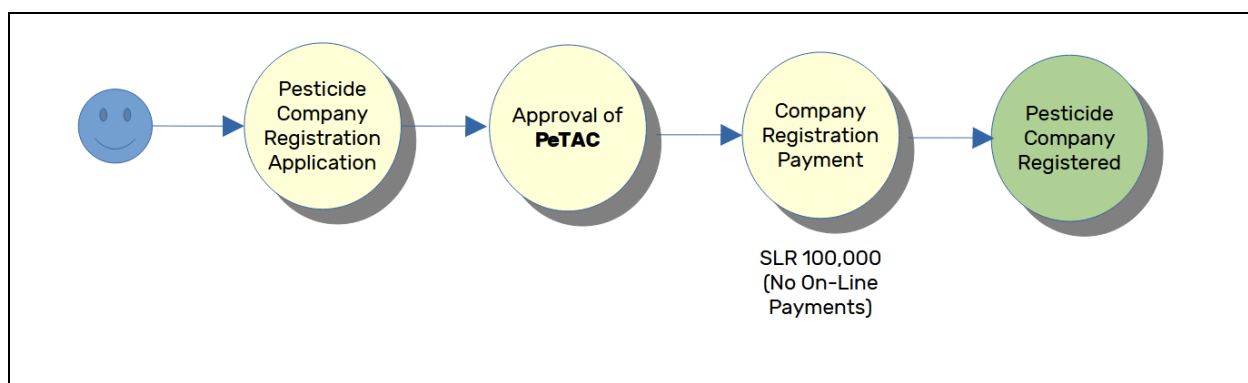 Pesticide
Company
Registration
Application
Approval of
PeTAC
Company
Registration
Payment
SLR 100,000
(No On-Line
Payments)
Pesticide
Company
Registered